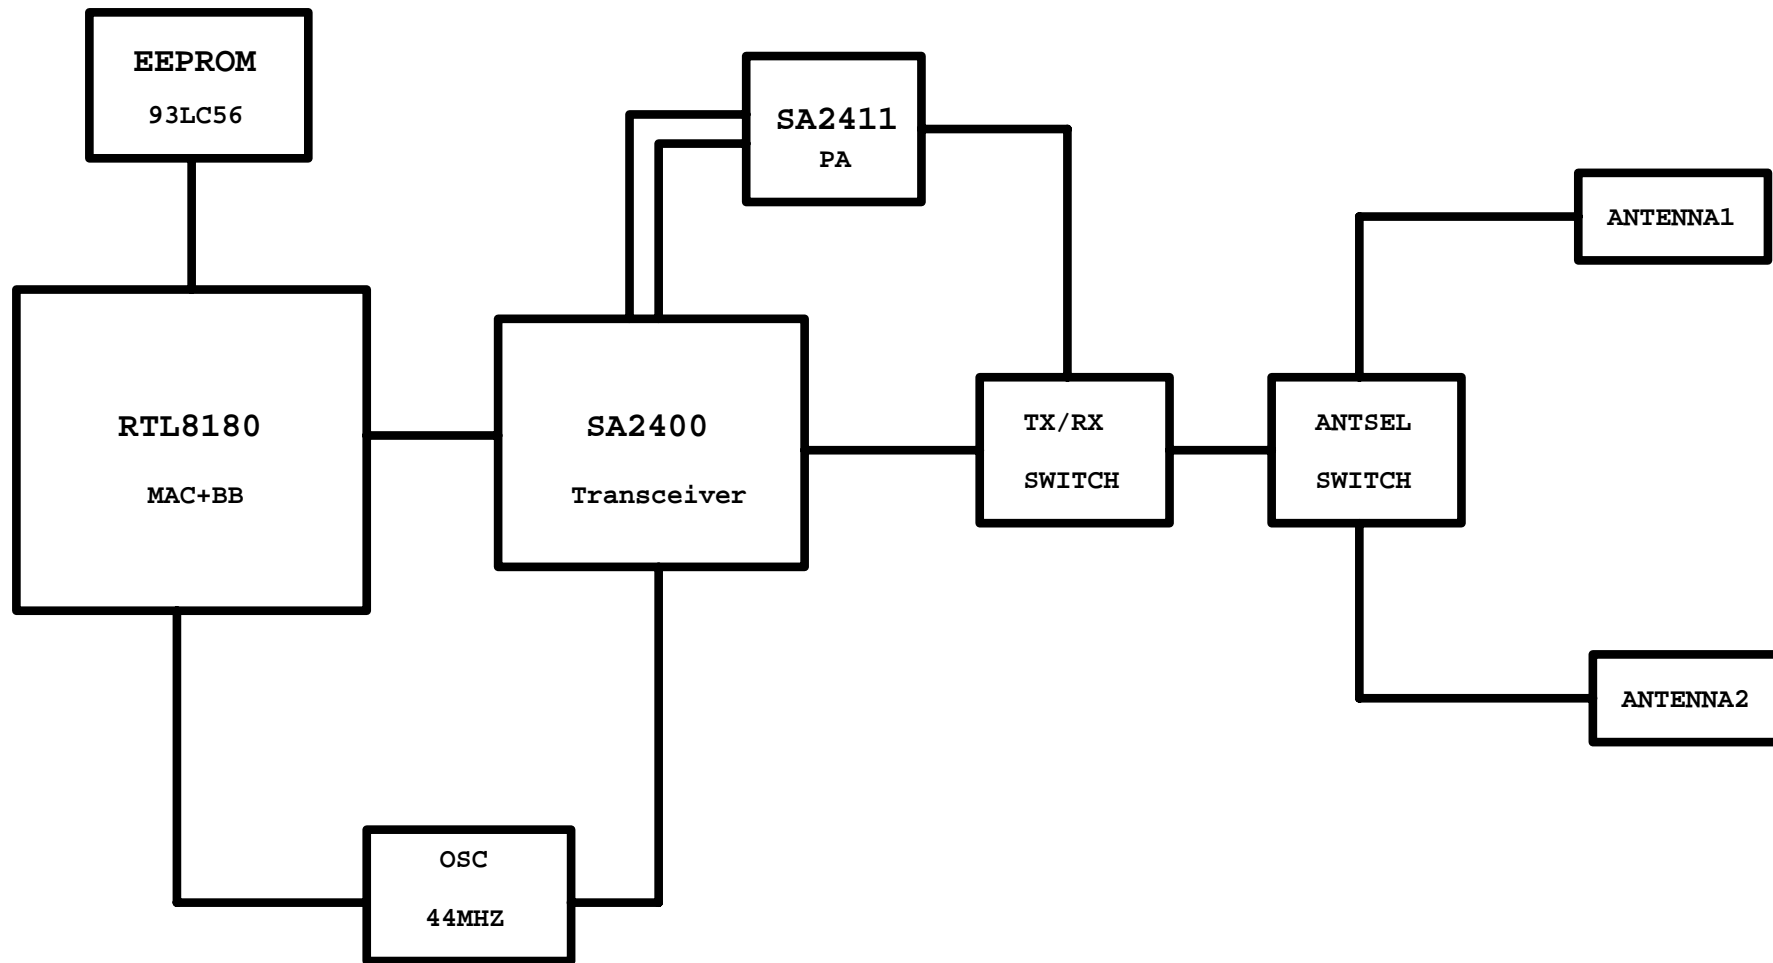 EEPROM
93LC56
SA2411
PA
ANTENNA1
RTL8180
MAC+BB
SA2400
Transceiver
TX/RX
SWITCH
ANTSEL
SWITCH
ANTENNA2
OSC
44MHZ